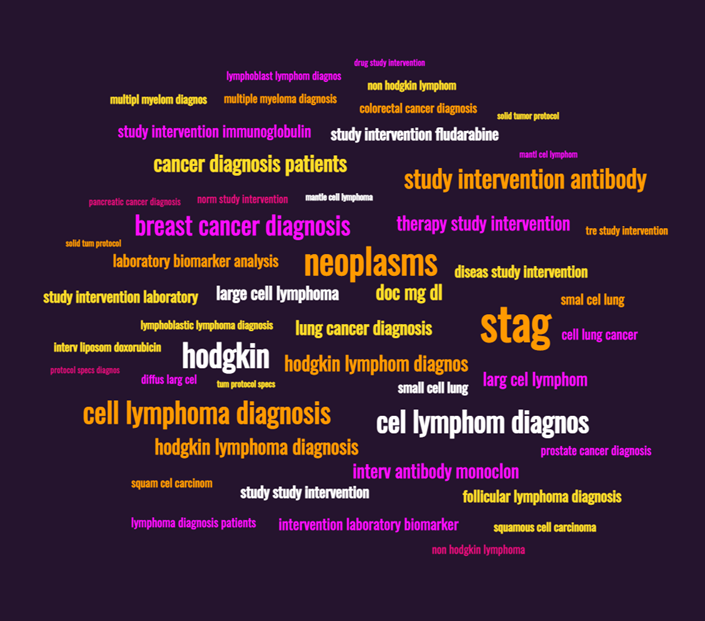 drug study intervention
lymphoblast lymphom diagnos
non hodgkin lymphom
multipl myelom diagnos
multiple myeloma diagnosis
colorectal cancer diagnosis
solid tumor protocol
study intervention immunoglobulin
study intervention fludarabine
cancer diagnosis patients
mantl cel lymphom
study intervention antibody
pancreatic cancer diagnosis
norm study intervention
mantle cell lymphoma
breast cancer diagnosis
therapy study intervention
tre study intervention
solid tum protocol
laboratory biomarker analysis
neoplasms
diseas study intervention
study intervention laboratory
large cell lymphoma
doc mg dl
smal cel lung
lymphoblastic lymphoma diagnosis
lung cancer diagnosis
stag
cell lung cancer
interv liposom doxorubicin
hodgkin
hodgkin lymphom diagnos
protocol specs diagnos
diffus larg cel
tum protocol specs
small cell lung
larg cel lymphom
cell lymphoma diagnosis
cel lymphom diagnos
hodgkin lymphoma diagnosis
prostate cancer diagnosis
interv antibody monoclon
squam cel carcinom
study study intervention
follicular lymphoma diagnosis
lymphoma diagnosis patients
intervention laboratory biomarker
squamous cell carcinoma
non hodgkin lymphoma